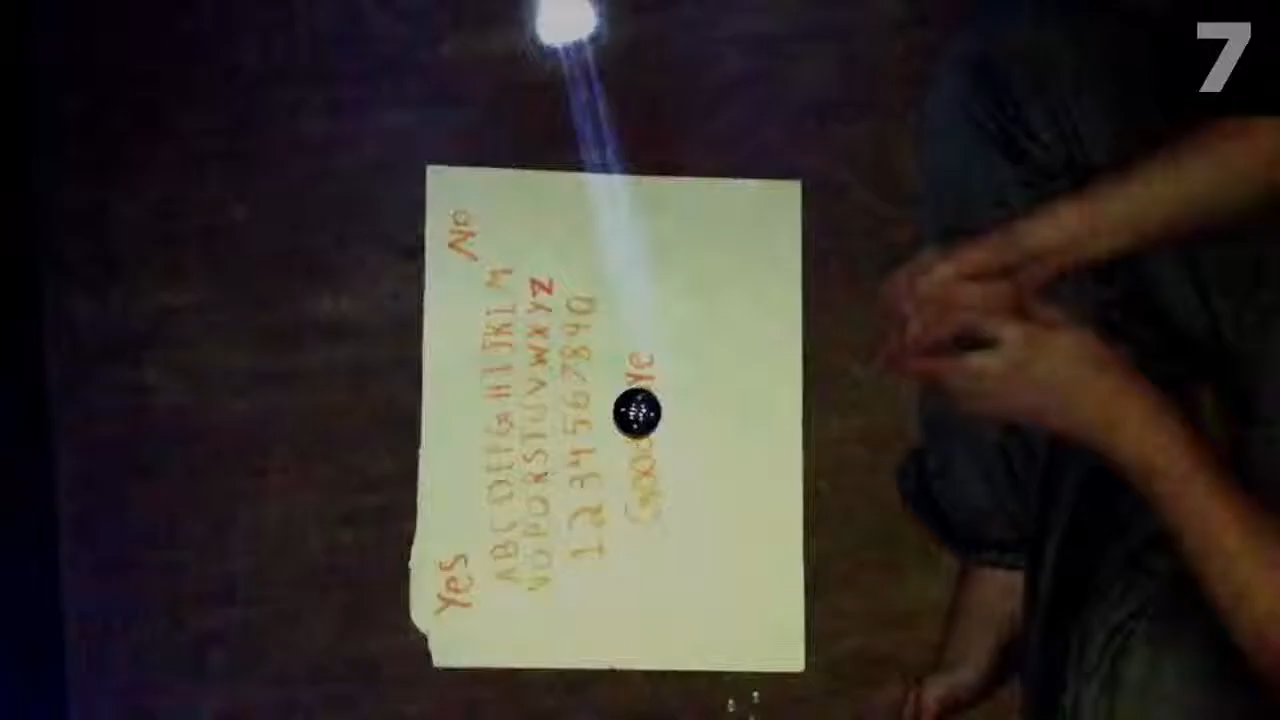 7
Yes No
ABCDEFGHIJKLM
NOPQRSTUVWXYZ
1234567890